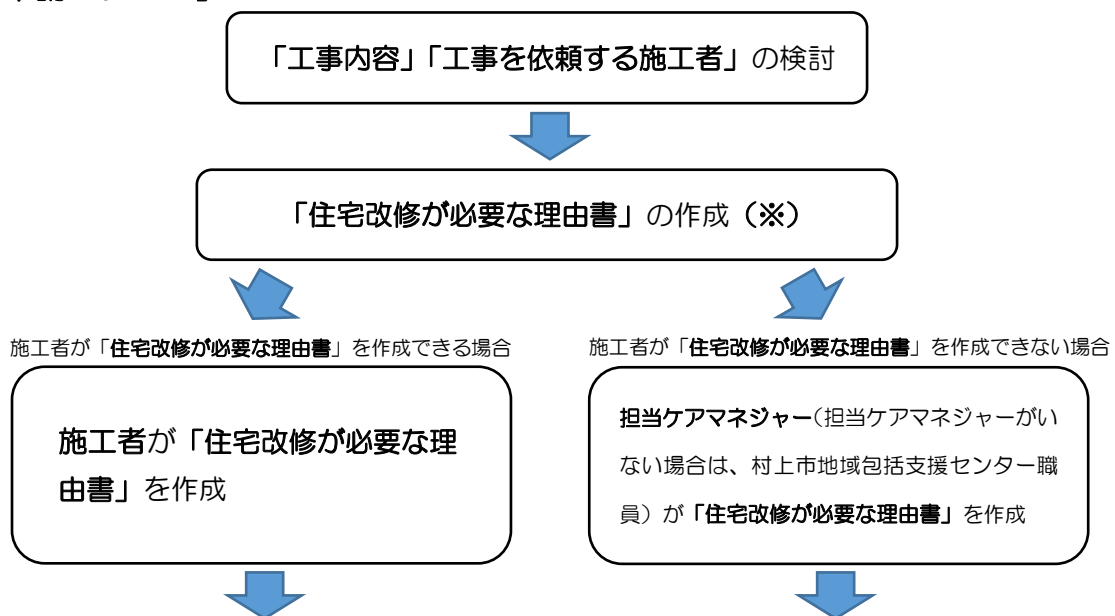 「工事内容」「工事を依頼する施工者」の検討
「住宅改修が必要な理由書」の作成（※）
施工者が「住宅改修が必要な理由書」を作成できる場合
施工者が「住宅改修が必要な理由書」を作成できない場合
施工者が「住宅改修が必要な理
由書」を作成
担当ケアマネジャー（担当ケアマネジャーがい
ない場合は、村上市地域包括支援センター職
員）が「住宅改修が必要な理由書」を作成